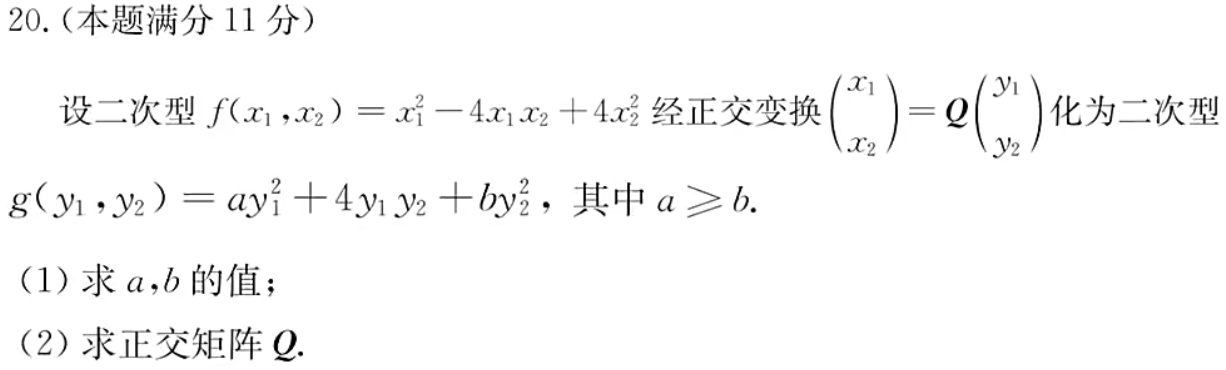 20.(本题满分 11 分)
设二次型 $f(x_1,x_2)=x_1^2-4x_1x_2+4x_2^2$ 经正交变换$\begin{pmatrix}x_1\\x_2\end{pmatrix}=\boldsymbol{Q}\begin{pmatrix}y_1\\y_2\end{pmatrix}$化为二次型
$g(y_1,y_2)=ay_1^2+4y_1y_2+by_2^2$, 其中 $a\geqslant b$.
(1) 求 $a,b$ 的值;
(2) 求正交矩阵 $\boldsymbol{Q}$.